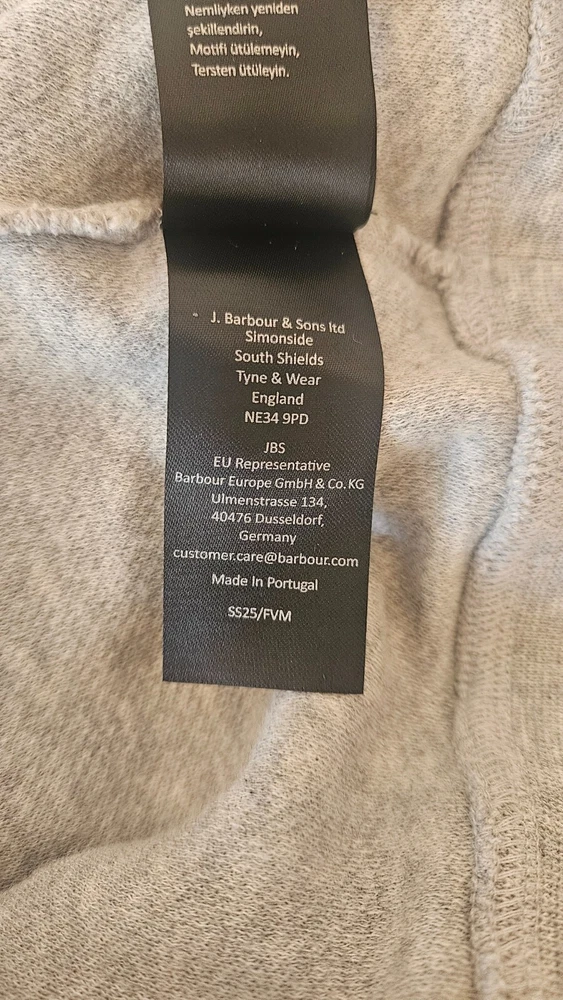 Nemliyken yeniden
şekillendirin,
Motifi ütülemeyin,
Tersten ütüleyin.
J. Barbour & Sons ltd
Simonside
South Shields
Tyne & Wear
England
NE34 9PD
JBS
EU Representative
Barbour Europe GmbH & Co. KG
Ulmenstrasse 134,
40476 Dusseldorf,
Germany
customer.care@barbour.com
Made In Portugal
SS25/FVM